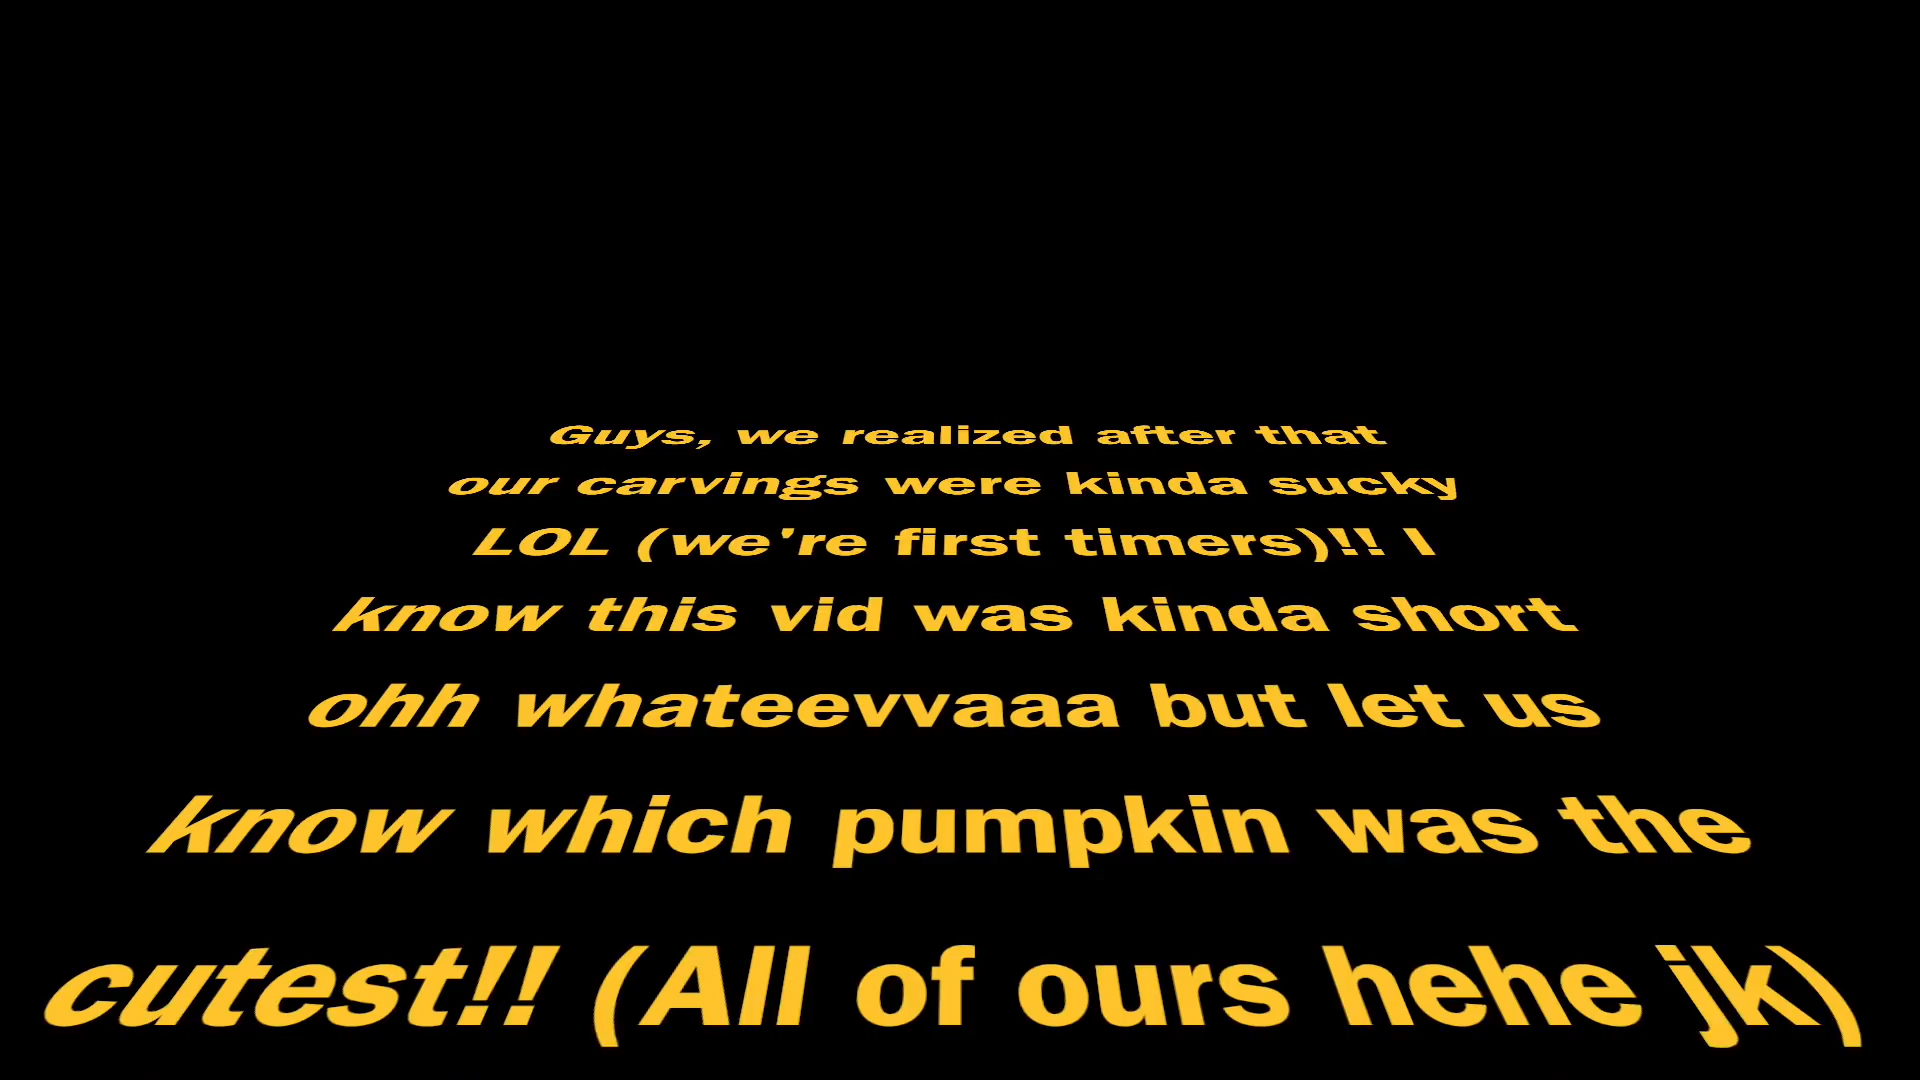 Guys, we realized after that
our carvings were kinda sucky
LOL (we're first timers)!! I
know this vid was kinda short
ohh whateevvaaa but let us
know which pumpkin was the
cutest!! (All of ours hehe jk)